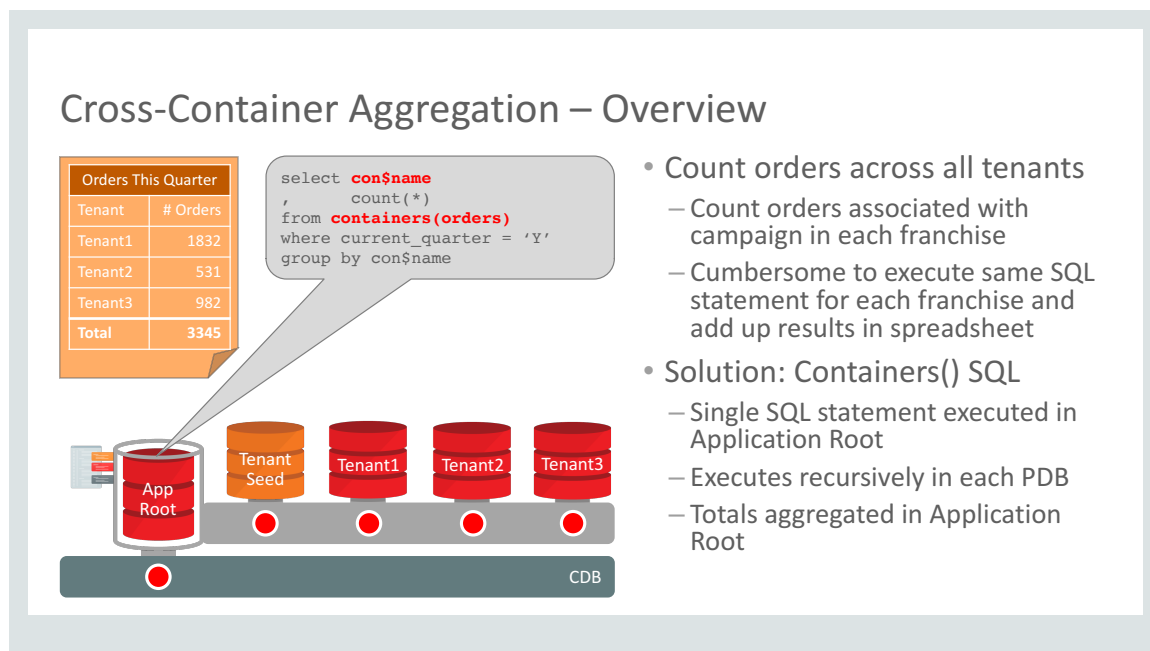 Cross-Container Aggregation – Overview
Orders This Quarter
Tenant # Orders
Tenant1 1832
Tenant2 531
Tenant3 982
Total 3345
select con$name
, count(*)
from containers(orders)
where current_quarter = ‘Y’
group by con$name
• Count orders across all tenants
– Count orders associated with
campaign in each franchise
– Cumbersome to execute same SQL
statement for each franchise and
add up results in spreadsheet
• Solution: Containers() SQL
– Single SQL statement executed in
Application Root
– Executes recursively in each PDB
– Totals aggregated in Application
Root
App
Root
Tenant
Seed
Tenant1
Tenant2
Tenant3
CDB